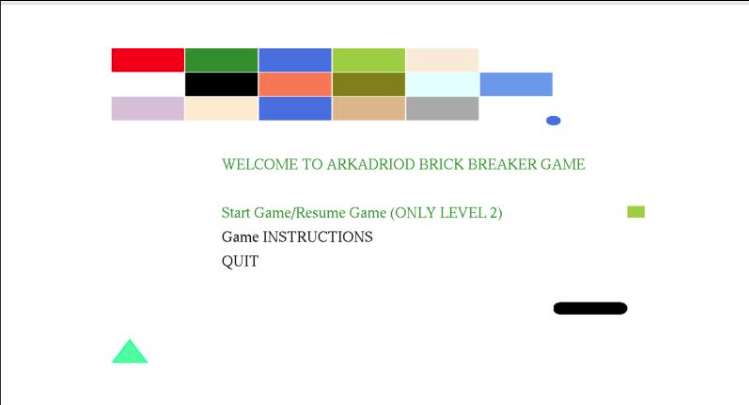 WELCOME TO ARKADRIOD BRICK BREAKER GAME
Start Game/Resume Game (ONLY LEVEL 2)
Game INSTRUCTIONS
QUIT